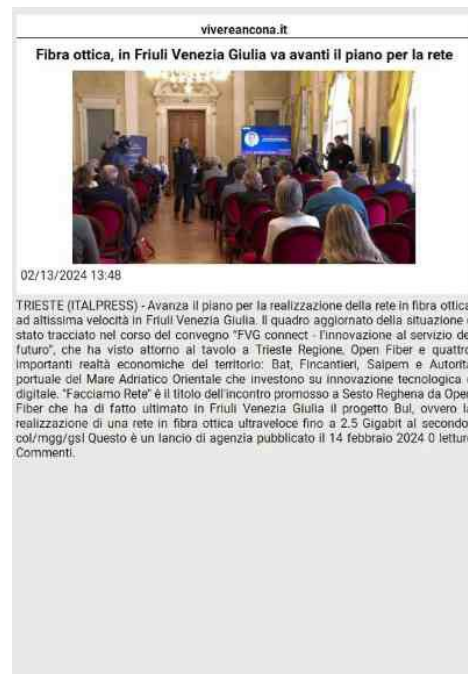 vivereancona.it
Fibra ottica, in Friuli Venezia Giulia va avanti il piano per la rete
02/13/2024 13:48
TRIESTE (ITALPRESS) - Avanza il piano per la realizzazione della rete in fibra ottica
ad altissima velocità in Friuli Venezia Giulia. Il quadro aggiornato della situazione
stato tracciato nel corso del convegno "FVG connect - l'innovazione al servizio de
futuro", che ha visto attorno al tavolo a Trieste Regione, Open Fiber e quattro
importanti realtà economiche del territorio: Bat, Fincantieri, Saipem e Autorità
portuale del Mare Adriatico Orientale che investono su innovazione tecnologica
digitale. "Facciamo Rete" è il titolo dell'incontro promosso a Sesto Reghena da Open
Fiber che ha di fatto ultimato in Friuli Venezia Giulia il progetto Bul, ovvero la
realizzazione di una rete in fibra ottica ultraveloce fino a 2.5 Gigabit al secondo.
col/mgg/gsl Questo è un lancio di agenzia pubblicato il 14 febbraio 2024 0 letture
Commenti.